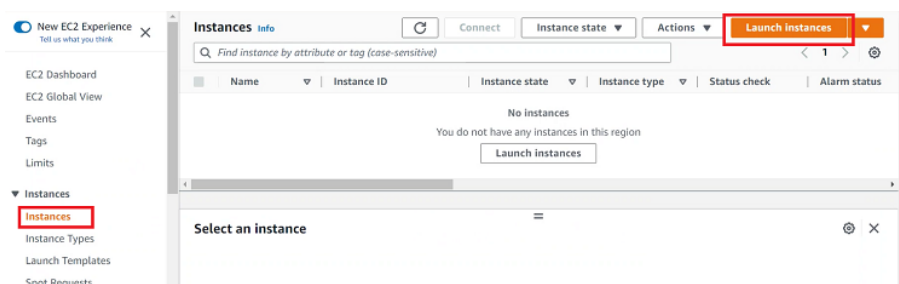 New EC2 Experience
Tell us what you think
EC2 Dashboard
EC2 Global View
Events
Tags
Limits
Instances
Instances
Instance Types
Launch Templates
Spot Requests
Instances Info
Connect
Instance state
Actions
Launch instances
Find instance by attribute or tag (case-sensitive)
1
Name
Instance ID
Instance state
Instance type
Status check
Alarm status
No instances
You do not have any instances in this region
Launch instances
Select an instance